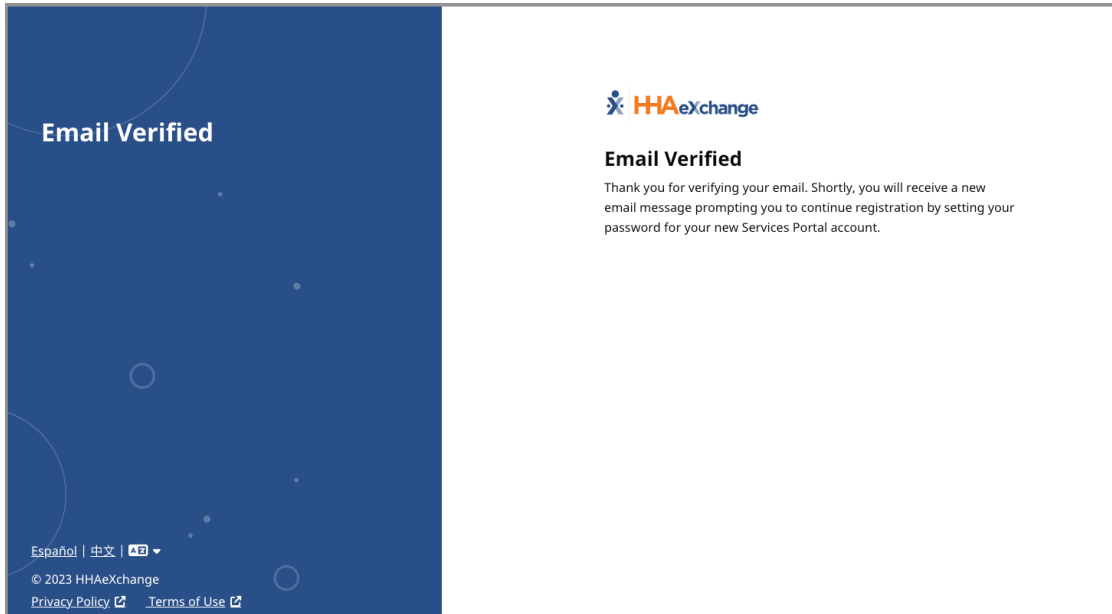 Email Verified
HHAeXchange
Email Verified
Thank you for verifying your email. Shortly, you will receive a new
email message prompting you to continue registration by setting your
password for your new Services Portal account.
Español | 中文 |
© 2023 HHAeXchange
Privacy Policy Terms of Use